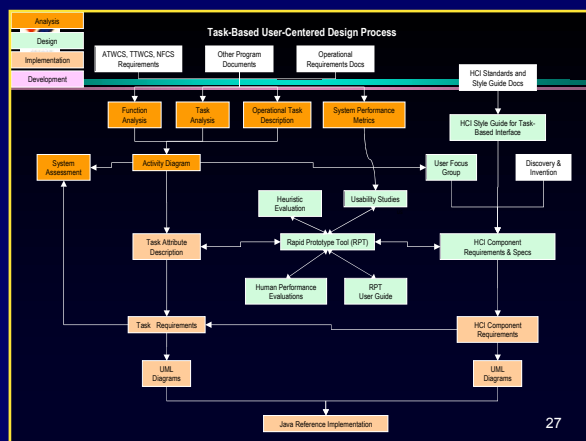 Analysis
Design
Implementation
Development
Task-Based User-Centered Design Process
ATWCS, TTWCS, NFCS
Requirements
Other Program
Documents
Operational
Requirements Docs
HCI Standards and
Style Guide Docs
Function
Analysis
Task
Analysis
Operational Task
Description
System Performance
Metrics
HCI Style Guide for Task-
Based Interface
System
Assessment
Activity Diagram
User Focus
Group
Discovery &
Invention
Heuristic
Evaluation
Usability Studies
Task Attribute
Description
Rapid Prototype Tool (RPT)
HCI Component
Requirements & Specs
Human Performance
Evaluations
RPT
User Guide
Task Requirements
HCI Component
Requirements
UML
Diagrams
UML
Diagrams
Java Reference Implementation
27